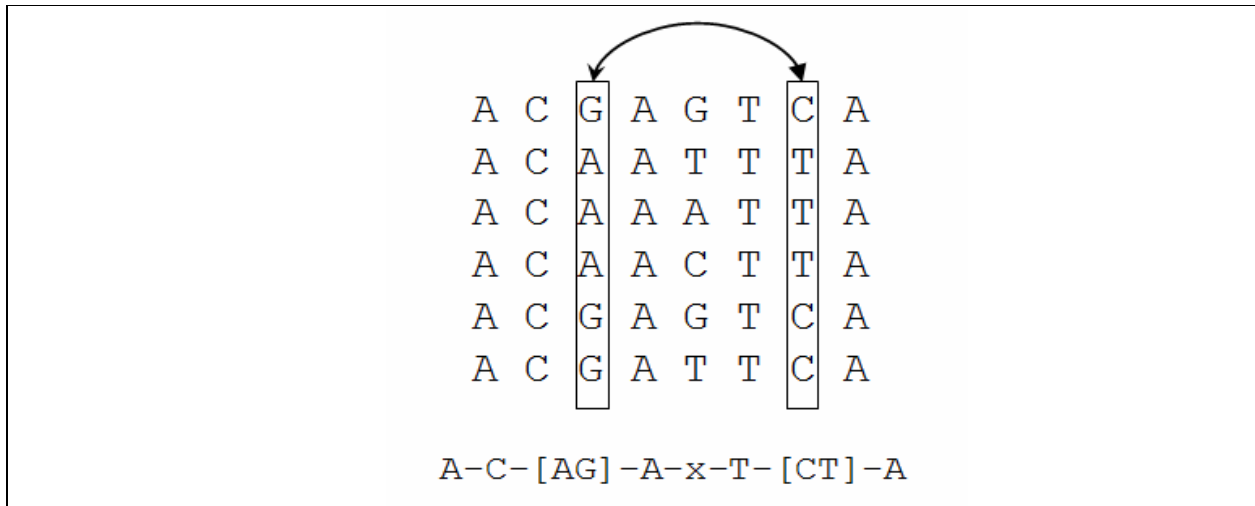 A C G A G T C A
A C A A T T T A
A C A A A T T A
A C A A C T T A
A C G A G T C A
A C G A T T C A
A-C-[AG]-A-x-T-[CT]-A